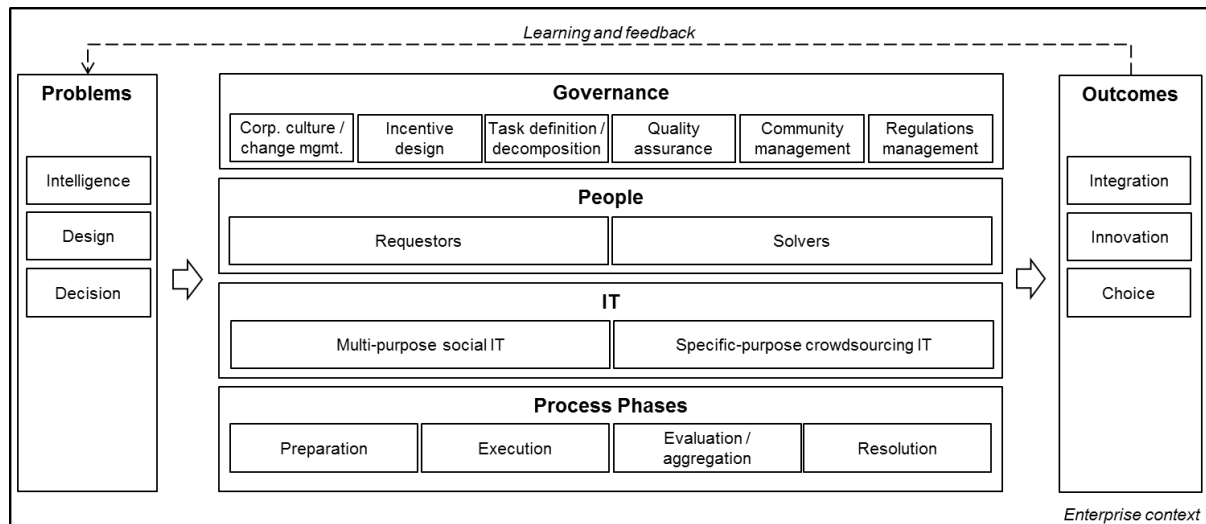 Learning and feedback
Problems
Intelligence
Design
Decision
Governance
Corp. culture /
change mgmt.
Incentive
design
Task definition /
decomposition
Quality
assurance
Community
management
Regulations
management
People
Requestors
Solvers
IT
Multi-purpose social IT
Specific-purpose crowdsourcing IT
Process Phases
Preparation
Execution
Evaluation /
aggregation
Resolution
Outcomes
Integration
Innovation
Choice
Enterprise context